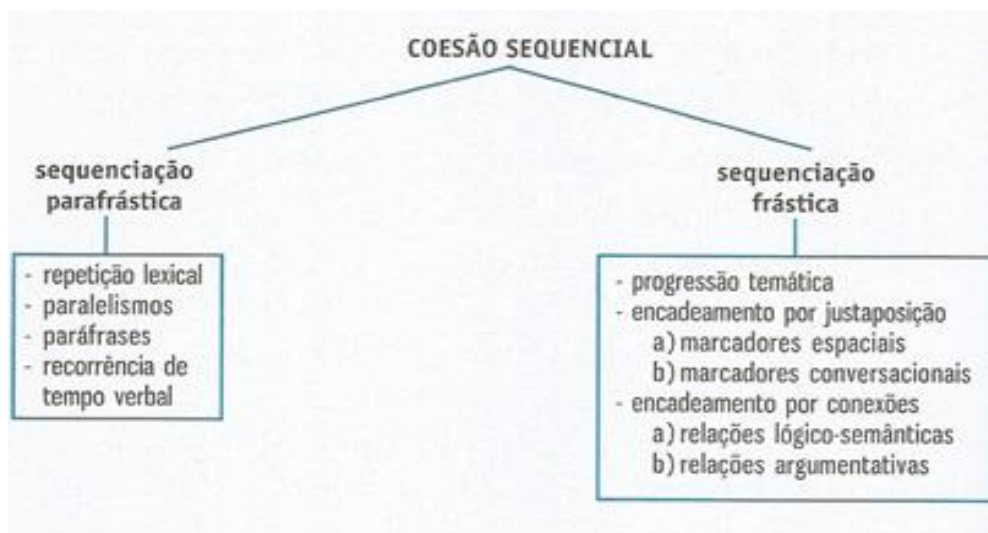 COESÃO SEQUENCIAL
sequenciação
parafrástica
- repetição lexical
- paralelismos
- paráfrases
- recorrência de
tempo verbal
sequenciação
frástica
- progressão temática
- encadeamento por justaposição
a) marcadores espaciais
b) marcadores conversacionais
- encadeamento por conexões
a) relações lógico-semânticas
b) relações argumentativas